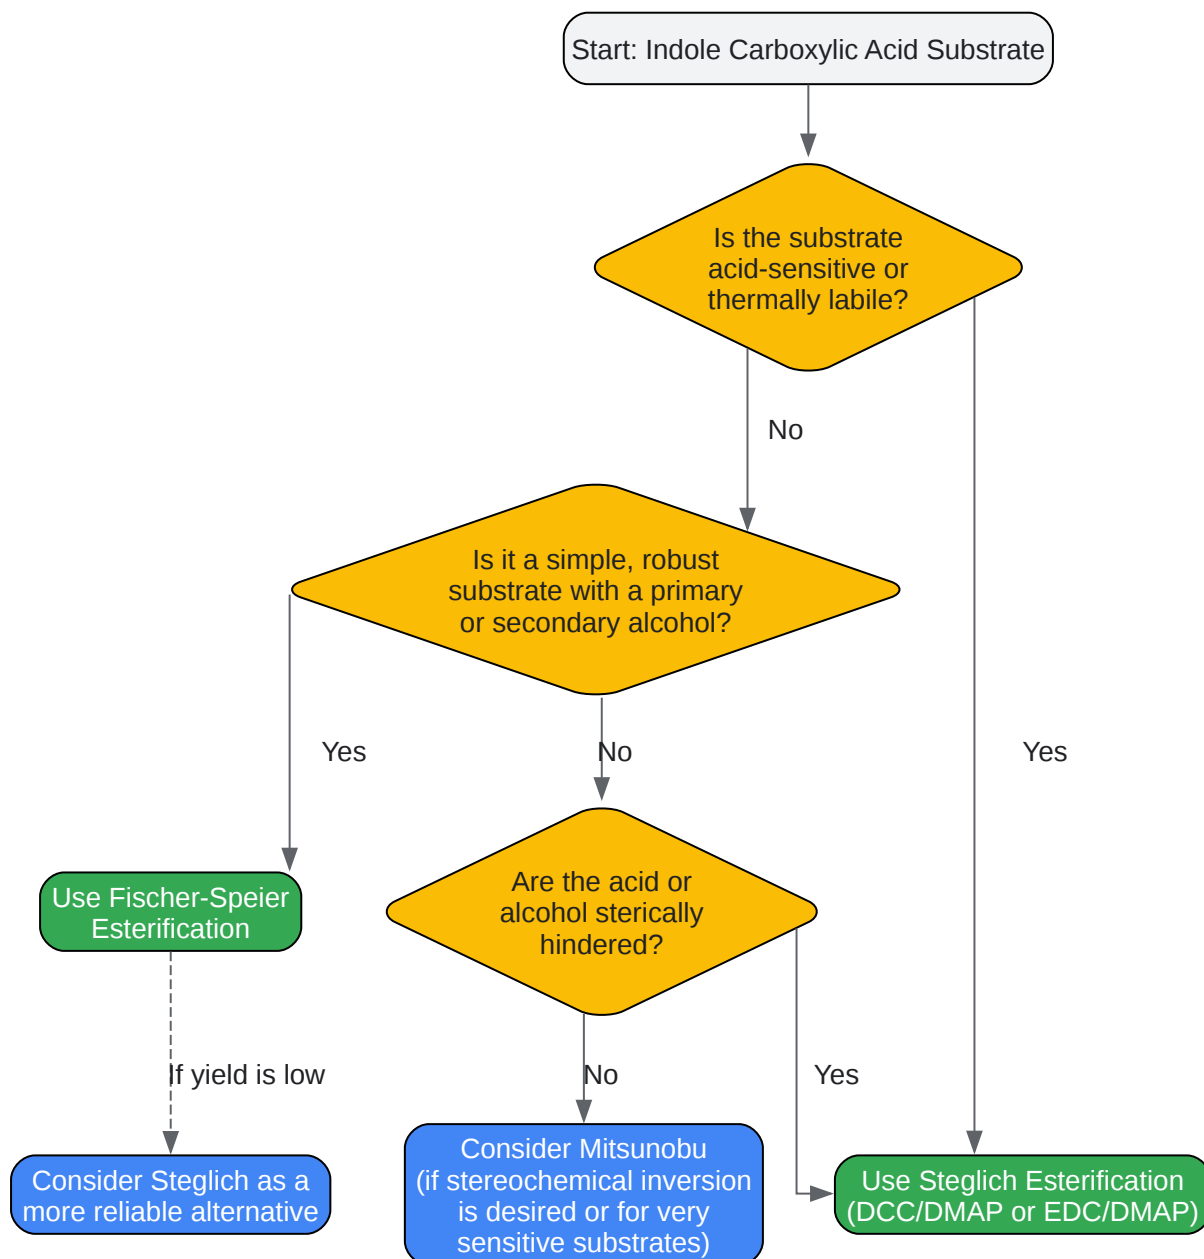 Start: Indole Carboxylic Acid Substrate
Is the substrate
acid-sensitive or
thermally labile?
No
Is it a simple, robust
substrate with a primary
or secondary alcohol?
Yes
No
Yes
Are the acid or
alcohol sterically
hindered?
Use Fischer-Speier
Esterification
If yield is low
No
Yes
Consider Steglich as a
more reliable alternative
Consider Mitsunobu
(if stereochemical inversion
is desired or for very
sensitive substrates)
Use Steglich Esterification
(DCC/DMAP or EDC/DMAP)